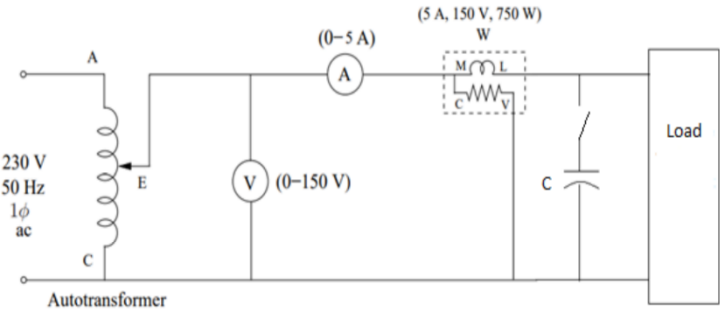 (5 A, 150 V, 750 W)
W
(0–5 A)
A
A
M L
C V
230 V
50 Hz
1ϕ
ac
E
V (0–150 V)
C
Load
C
Autotransformer